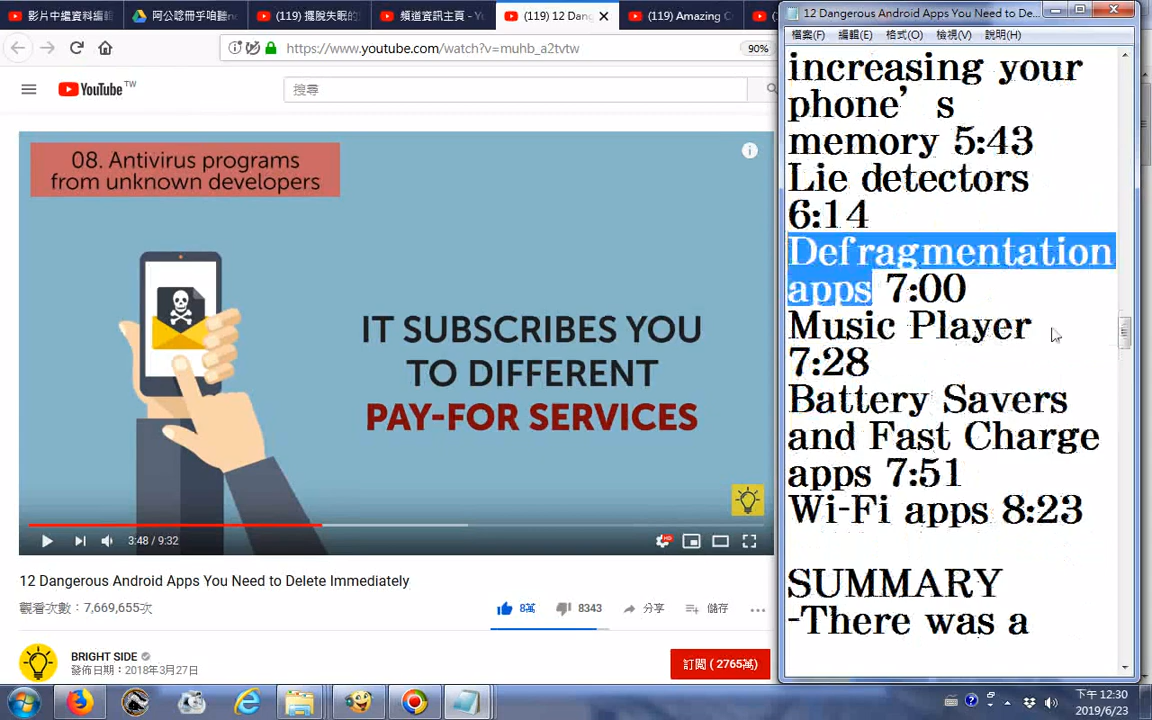 影片中繼資料編
阿公唸冊乎咱聽
(119) 擺脫失眠的
頻道資訊主頁 - Yo
(119) 12 Dang
(119) Amazing C
https://www.youtube.com/watch?v=muhb_a2tvtw
90%
YouTube TW
搜尋
08. Antivirus programs
from unknown developers
IT SUBSCRIBES YOU
TO DIFFERENT
PAY-FOR SERVICES
3:48 / 9:32
HD
12 Dangerous Android Apps You Need to Delete Immediately
觀看次數：7,669,655次
8萬
8343
分享
儲存
BRIGHT SIDE
發佈日期：2018年3月27日
訂閱 (2765萬)
12 Dangerous Android Apps You Need to De...
檔案(F) 編輯(E) 格式(O) 檢視(V) 說明(H)
increasing your
phone’s
memory 5:43
Lie detectors
6:14
Defragmentation
apps 7:00
Music Player
7:28
Battery Savers
and Fast Charge
apps 7:51
Wi-Fi apps 8:23
SUMMARY
-There was a
下午 12:30
2019/6/23